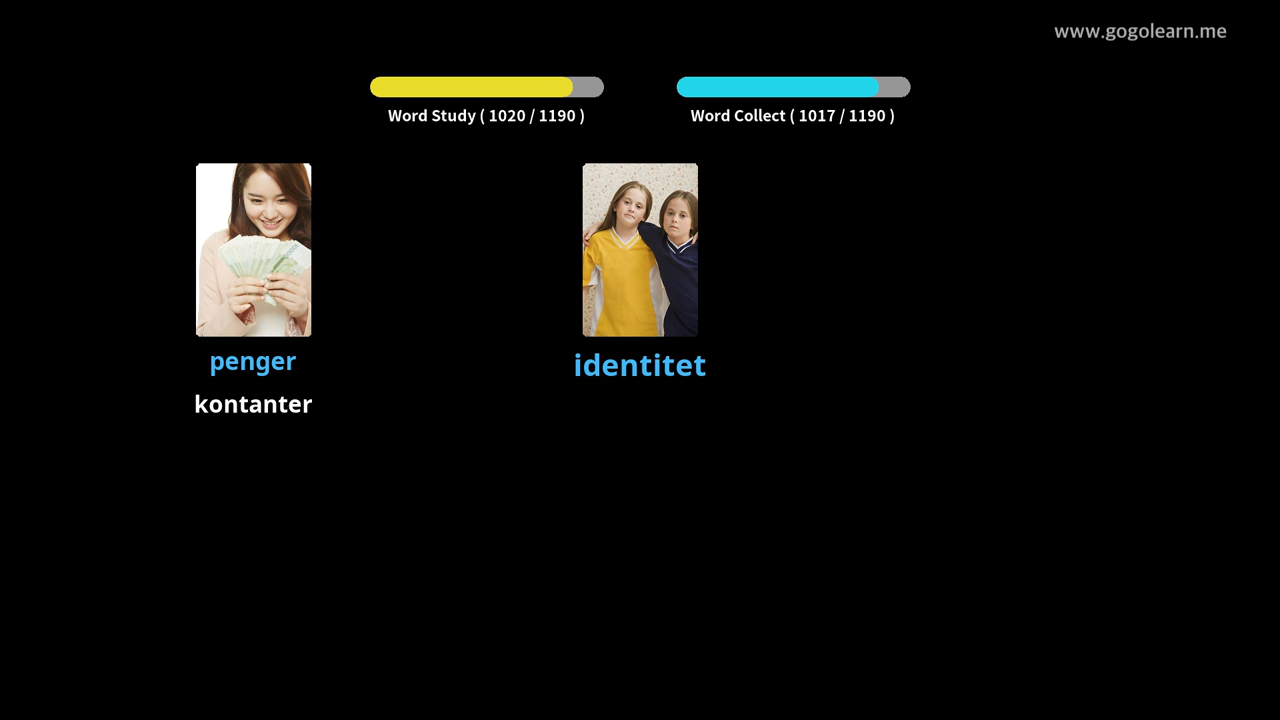 www.gogolearn.me
Word Study ( 1020 / 1190 )
Word Collect ( 1017 / 1190 )
penger
identitet
kontanter